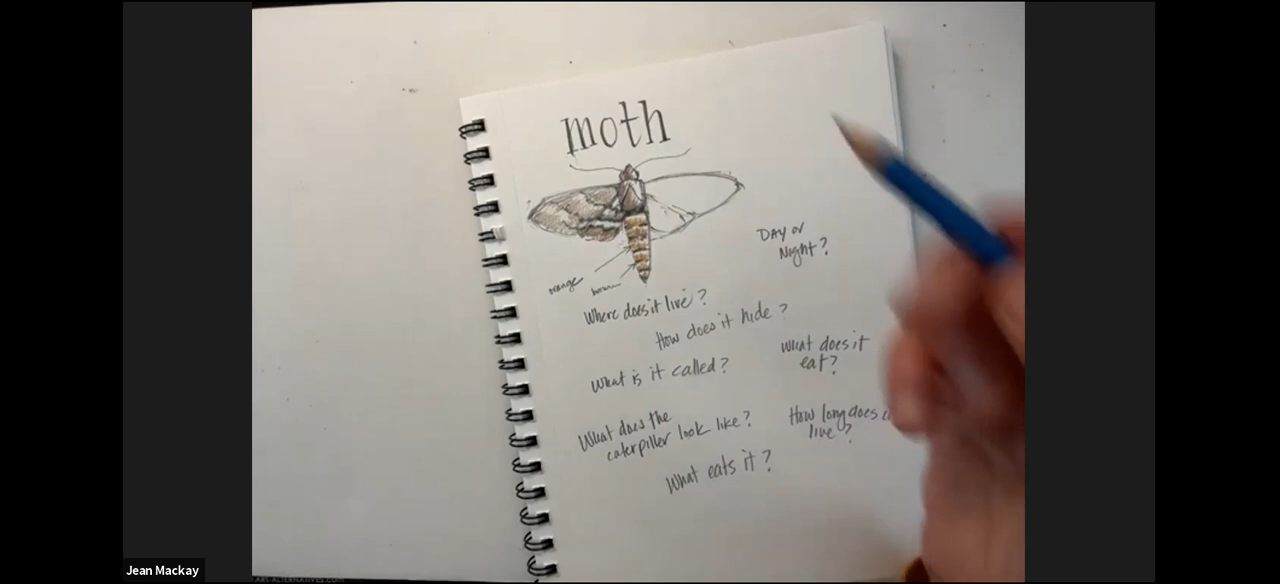 moth
DAY or
Night?
orange
brown
Where does it live?
How does it hide?
What does it
eat?
What is it called?
What does the
caterpiller look like?
How long does
live?
What eats it?
Jean Mackay